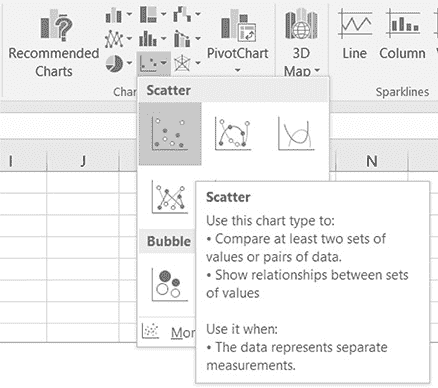 Recommended
Charts
PivotChart
3D
Map
Line
Column
Sparklines
Scatter
I
J
N
Scatter
Use this chart type to:
• Compare at least two sets of
values or pairs of data.
• Show relationships between sets
of values
Use it when:
• The data represents separate
measurements.
Bubble